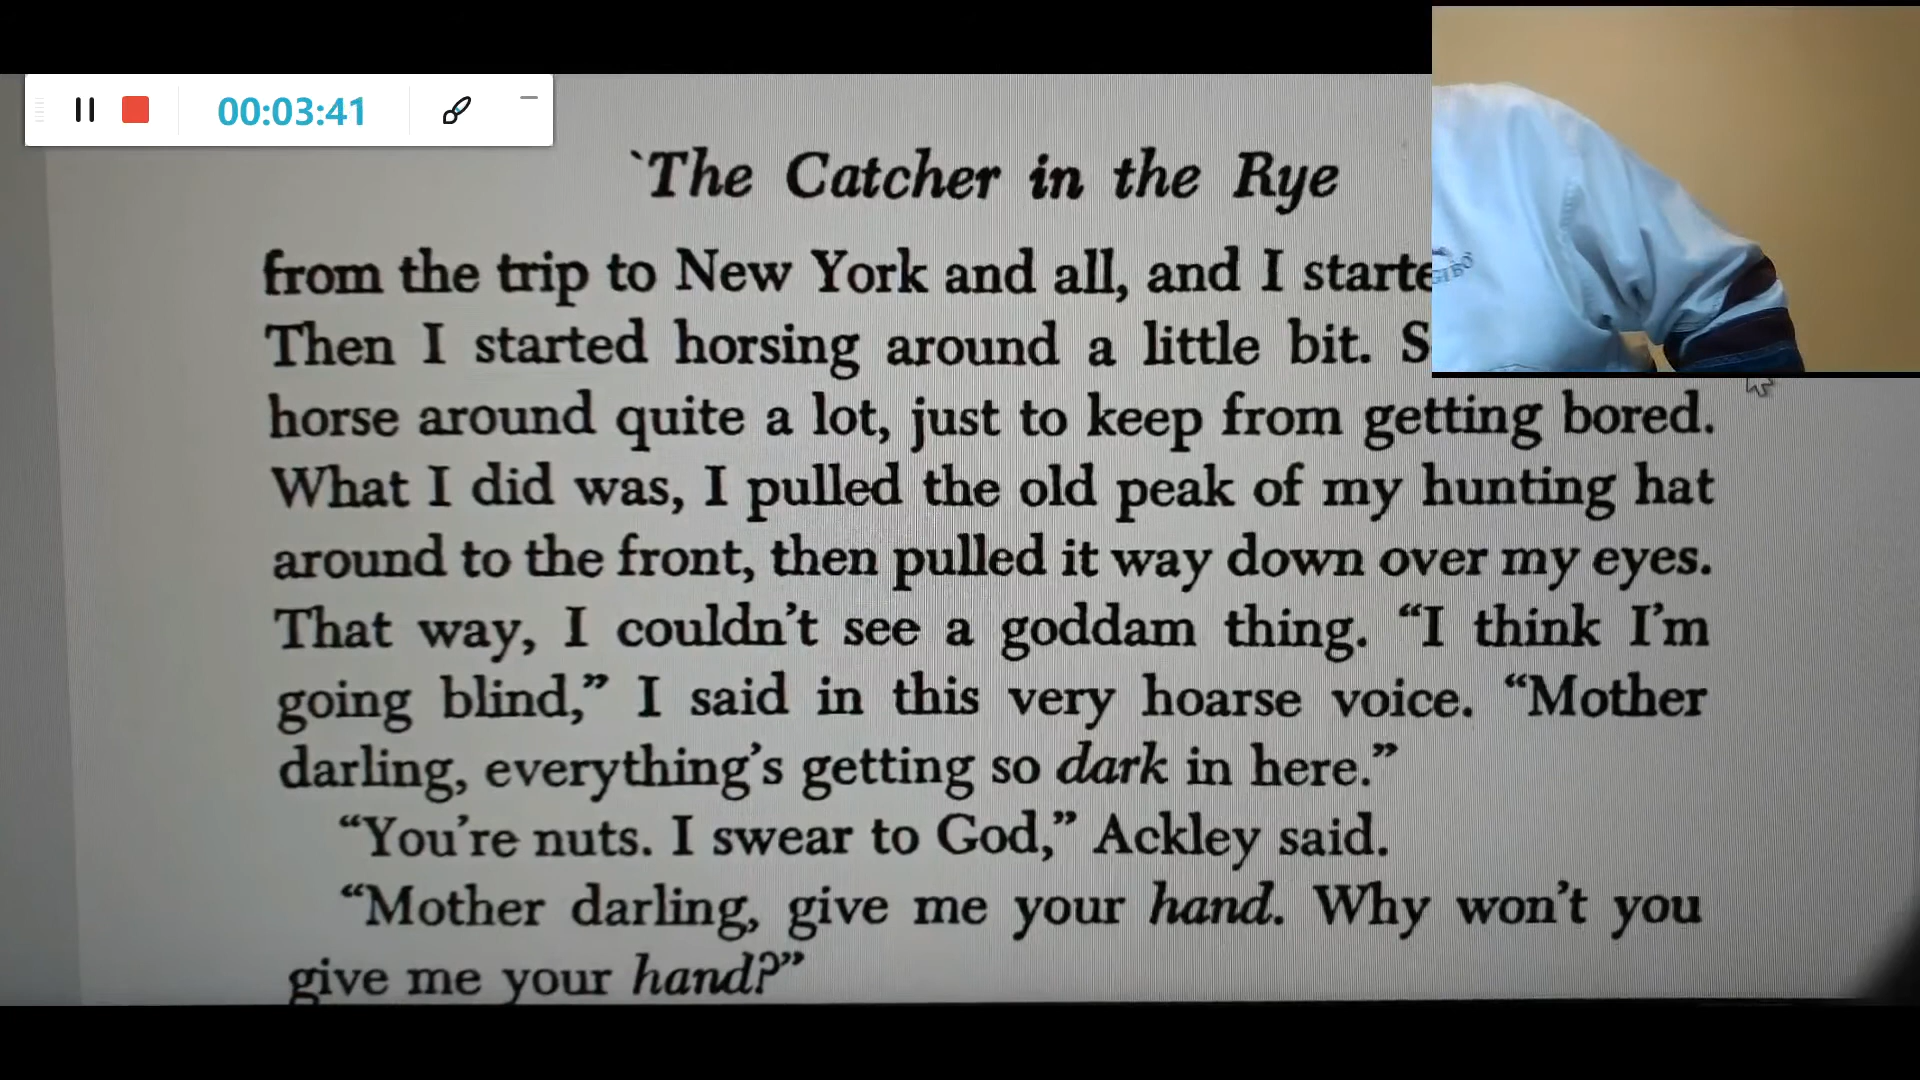 00:03:41
`The Catcher in the Rye
from the trip to New York and all, and I
Then I started horsing around a little bit.
horse around quite a lot, just to keep from getting bored.
What I did was, I pulled the old peak of my hunting hat
around to the front, then pulled it way down over my eyes.
That way, I couldn't see a goddam thing. “I think I'm
going blind,” I said in this very hoarse voice. “Mother
darling, everything's getting so dark in here.”
“You're nuts. I swear to God,” Ackley said.
“Mother darling, give me your hand. Why won't you
give me your hand?”